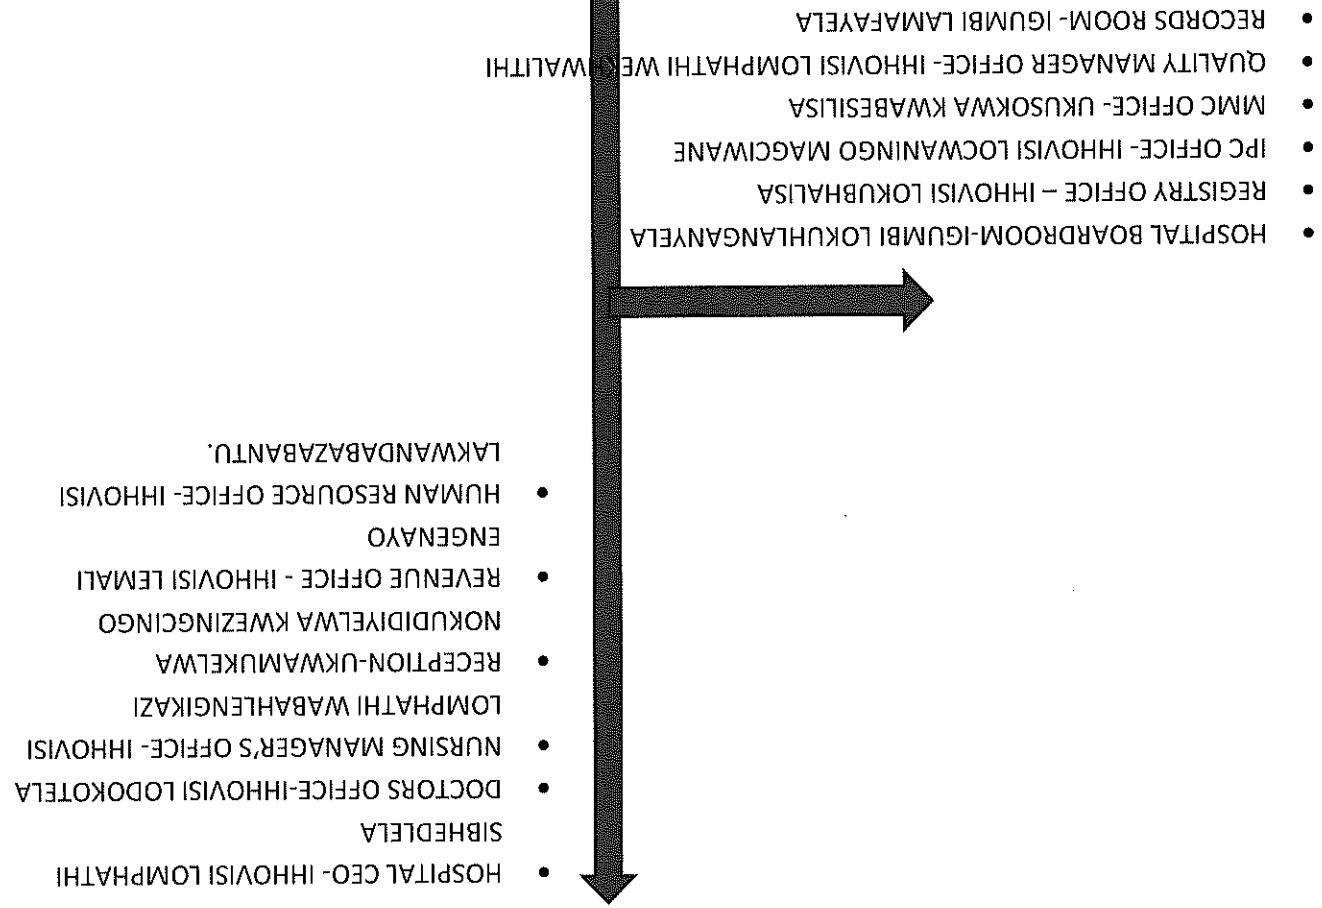 • HOSPITAL CEO- IHHOVISI LOMPHATHI
SIBHEDLELA
• DOCTORS OFFICE-IHHOVISI LODOKOTELA
• NURSING MANAGER'S OFFICE- IHHOVISI
LOMPHATHI WABAHLENGIKAZI
• RECEPTION-UKWAMUKELWA
NOKUDIDIYELWA KWEZINGCINGO
• REVENUE OFFICE - IHHOVISI LEMALI
ENGENAYO
• HUMAN RESOURCE OFFICE- IHHOVISI
LAKWANDABAZABANTU.
• HOSPITAL BOARDROOM-IGUMBI LOKUHLANGANYELA
• REGISTRY OFFICE – IHHOVISI LOKUBHALISA
• IPC OFFICE- IHHOVISI LOCWANINGO MAGCIWANE
• MMC OFFICE- UKUSOKWA KWABESILISA
• QUALITY MANAGER OFFICE- IHHOVISI LOMPHATHI WEKHWALITHI
• RECORDS ROOM- IGUMBI LAMAFAYELA